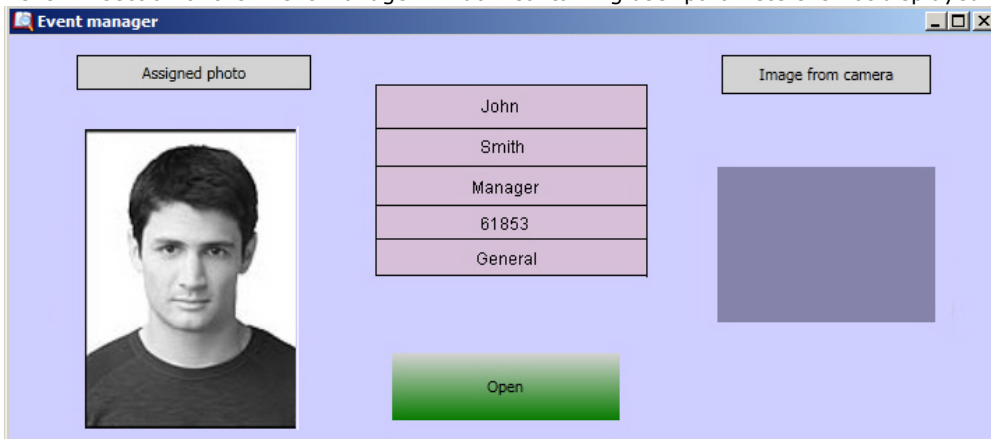 Event manager
Assigned photo
Image from camera
John
Smith
Manager
61853
General
Open